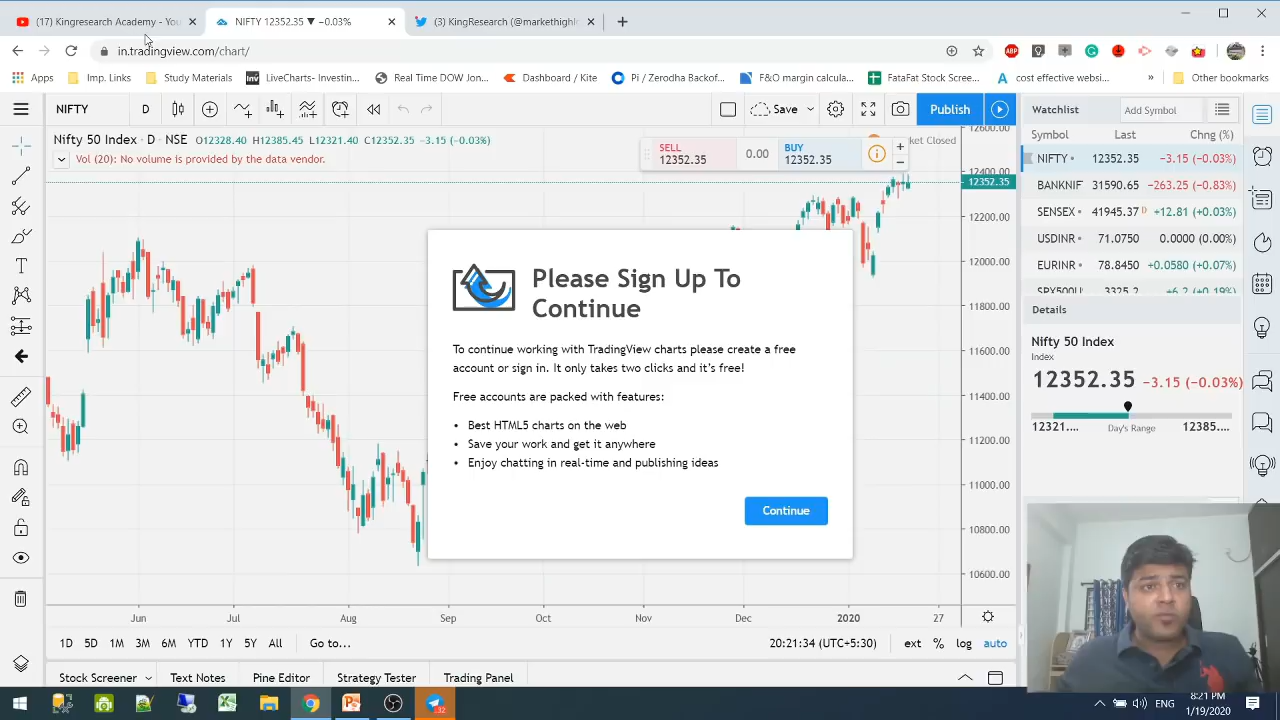 (17) Kingresearch Academy - You
NIFTY 12352.35 ▼ −0.03%
(3) KingResearch (@markethighl
in.tradingview.com/chart/
ABP
Apps
Imp. Links
Study Materials
Inv
LiveCharts- Investin...
Real Time DOW Jon...
Dashboard / Kite
Pi / Zerodha Backof...
F&O margin calcula...
FataFat Stock Scree...
cost effective websi...
»
Other bookmarks
NIFTY
D
Save
Publish
Watchlist
Add Symbol
Nifty 50 Index · D · NSE O12328.40 H12385.45 L12321.40 C12352.35 −3.15 (−0.03%)
Vol (20): No volume is provided by the data vendor.
SELL
12352.35
0.00
BUY
12352.35
ket Closed
Symbol Last Chng (%)
NIFTY 12352.35 −3.15 (−0.03%)
BANKNIF 31590.65 −263.25 (−0.83%)
SENSEX 41945.37 D +12.81 (+0.03%)
USDINR 71.0750 0.0000 (0.00%)
EURINR 78.8450 +0.0580 (+0.07%)
SPX500U 3325.2 +6.2 (+0.19%)
Details
Nifty 50 Index
Index
12352.35 −3.15 (−0.03%)
12321.... Day's Range 12385....
12600.00
12400.00
12352.35
12200.00
12000.00
11800.00
11600.00
11400.00
11200.00
11000.00
10800.00
10600.00
Please Sign Up To
Continue
To continue working with TradingView charts please create a free
account or sign in. It only takes two clicks and it's free!
Free accounts are packed with features:
• Best HTML5 charts on the web
• Save your work and get it anywhere
• Enjoy chatting in real-time and publishing ideas
Continue
Jun Jul Aug Sep Oct Nov Dec 2020 27
1D 5D 1M 3M 6M YTD 1Y 5Y All Go to...
20:21:34 (UTC+5:30) ext % log auto
Stock Screener Text Notes Pine Editor Strategy Tester Trading Panel
32
8:21 PM
1/19/2020